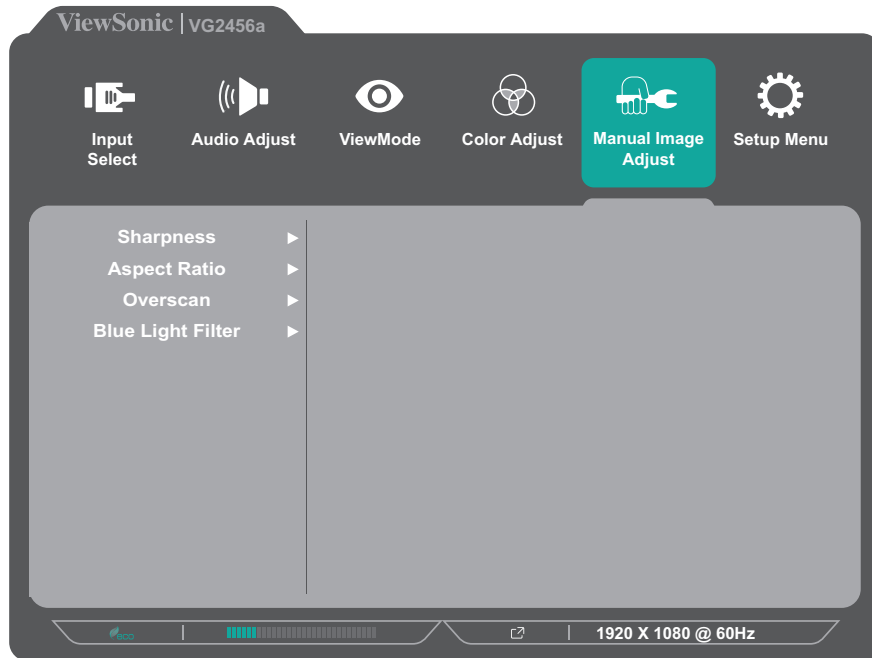 ViewSonic | VG2456a
Input Select
Audio Adjust
ViewMode
Color Adjust
Manual Image Adjust
Setup Menu
Sharpness
Aspect Ratio
Overscan
Blue Light Filter
eco
1920 X 1080 @ 60Hz